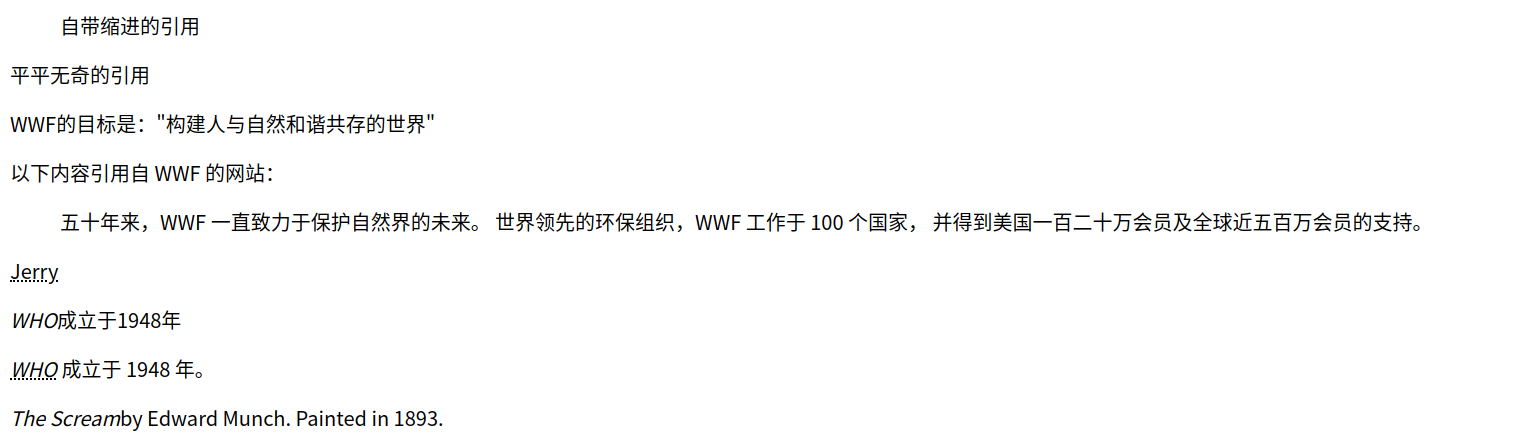 自带缩进的引用
平平无奇的引用
WWF的目标是："构建人与自然和谐共存的世界"
以下内容引用自 WWF 的网站：
五十年来，WWF 一直致力于保护自然界的未来。 世界领先的环保组织，WWF 工作于 100 个国家， 并得到美国一百二十万会员及全球近五百万会员的支持。
Jerry
WHO成立于1948年
WHO 成立于 1948 年。
The Screamby Edward Munch. Painted in 1893.